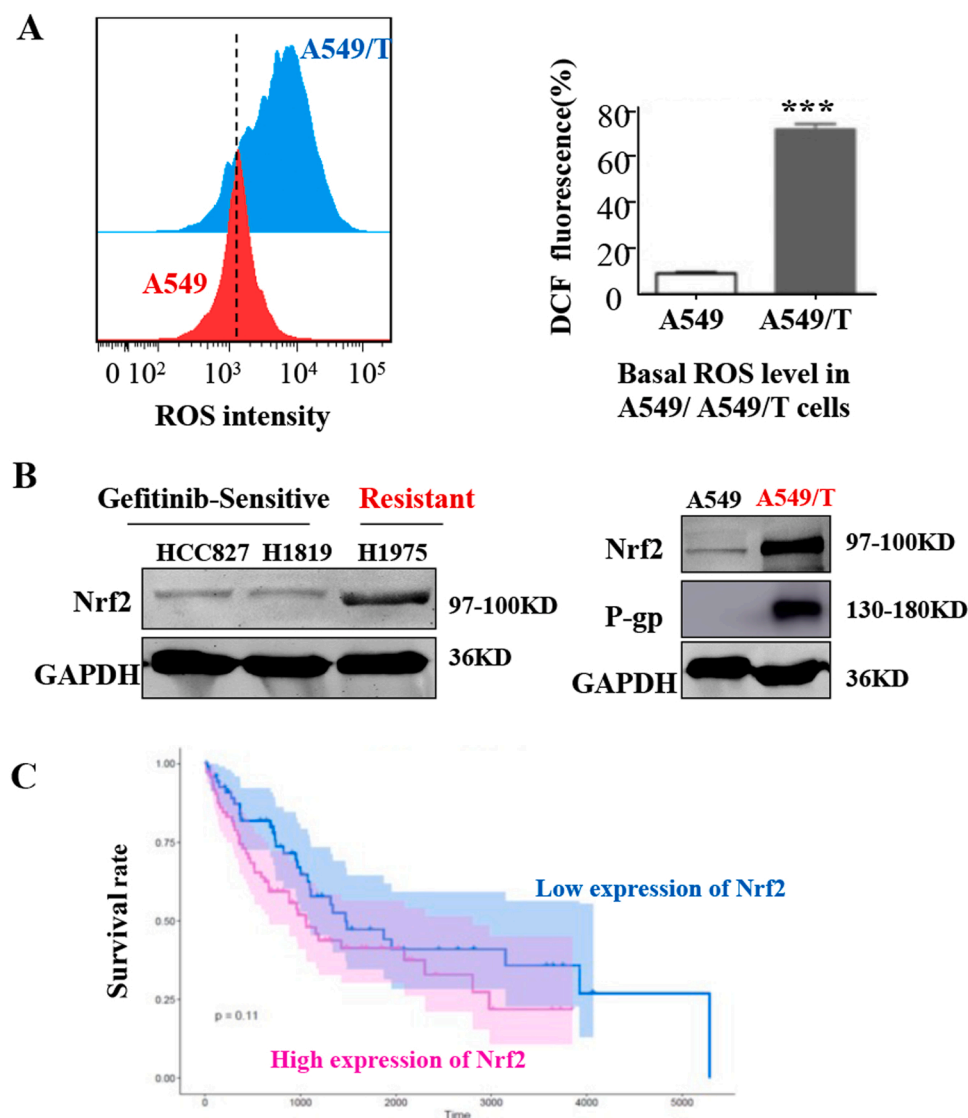 A
A549/T
A549
0 10² 10³ 10⁴ 10⁵
ROS intensity
DCF fluorescence(%)
80
60
40
20
0
***
A549 A549/T
Basal ROS level in
A549/ A549/T cells
B
Gefitinib-Sensitive Resistant
HCC827 H1819 H1975
Nrf2 97-100KD
GAPDH 36KD
A549 A549/T
Nrf2 97-100KD
P-gp 130-180KD
GAPDH 36KD
C
Survival rate
1.00
0.75
0.50
0.25
0.00
Low expression of Nrf2
p = 0.11
High expression of Nrf2
0 1000 2000 3000 4000 5000
Time